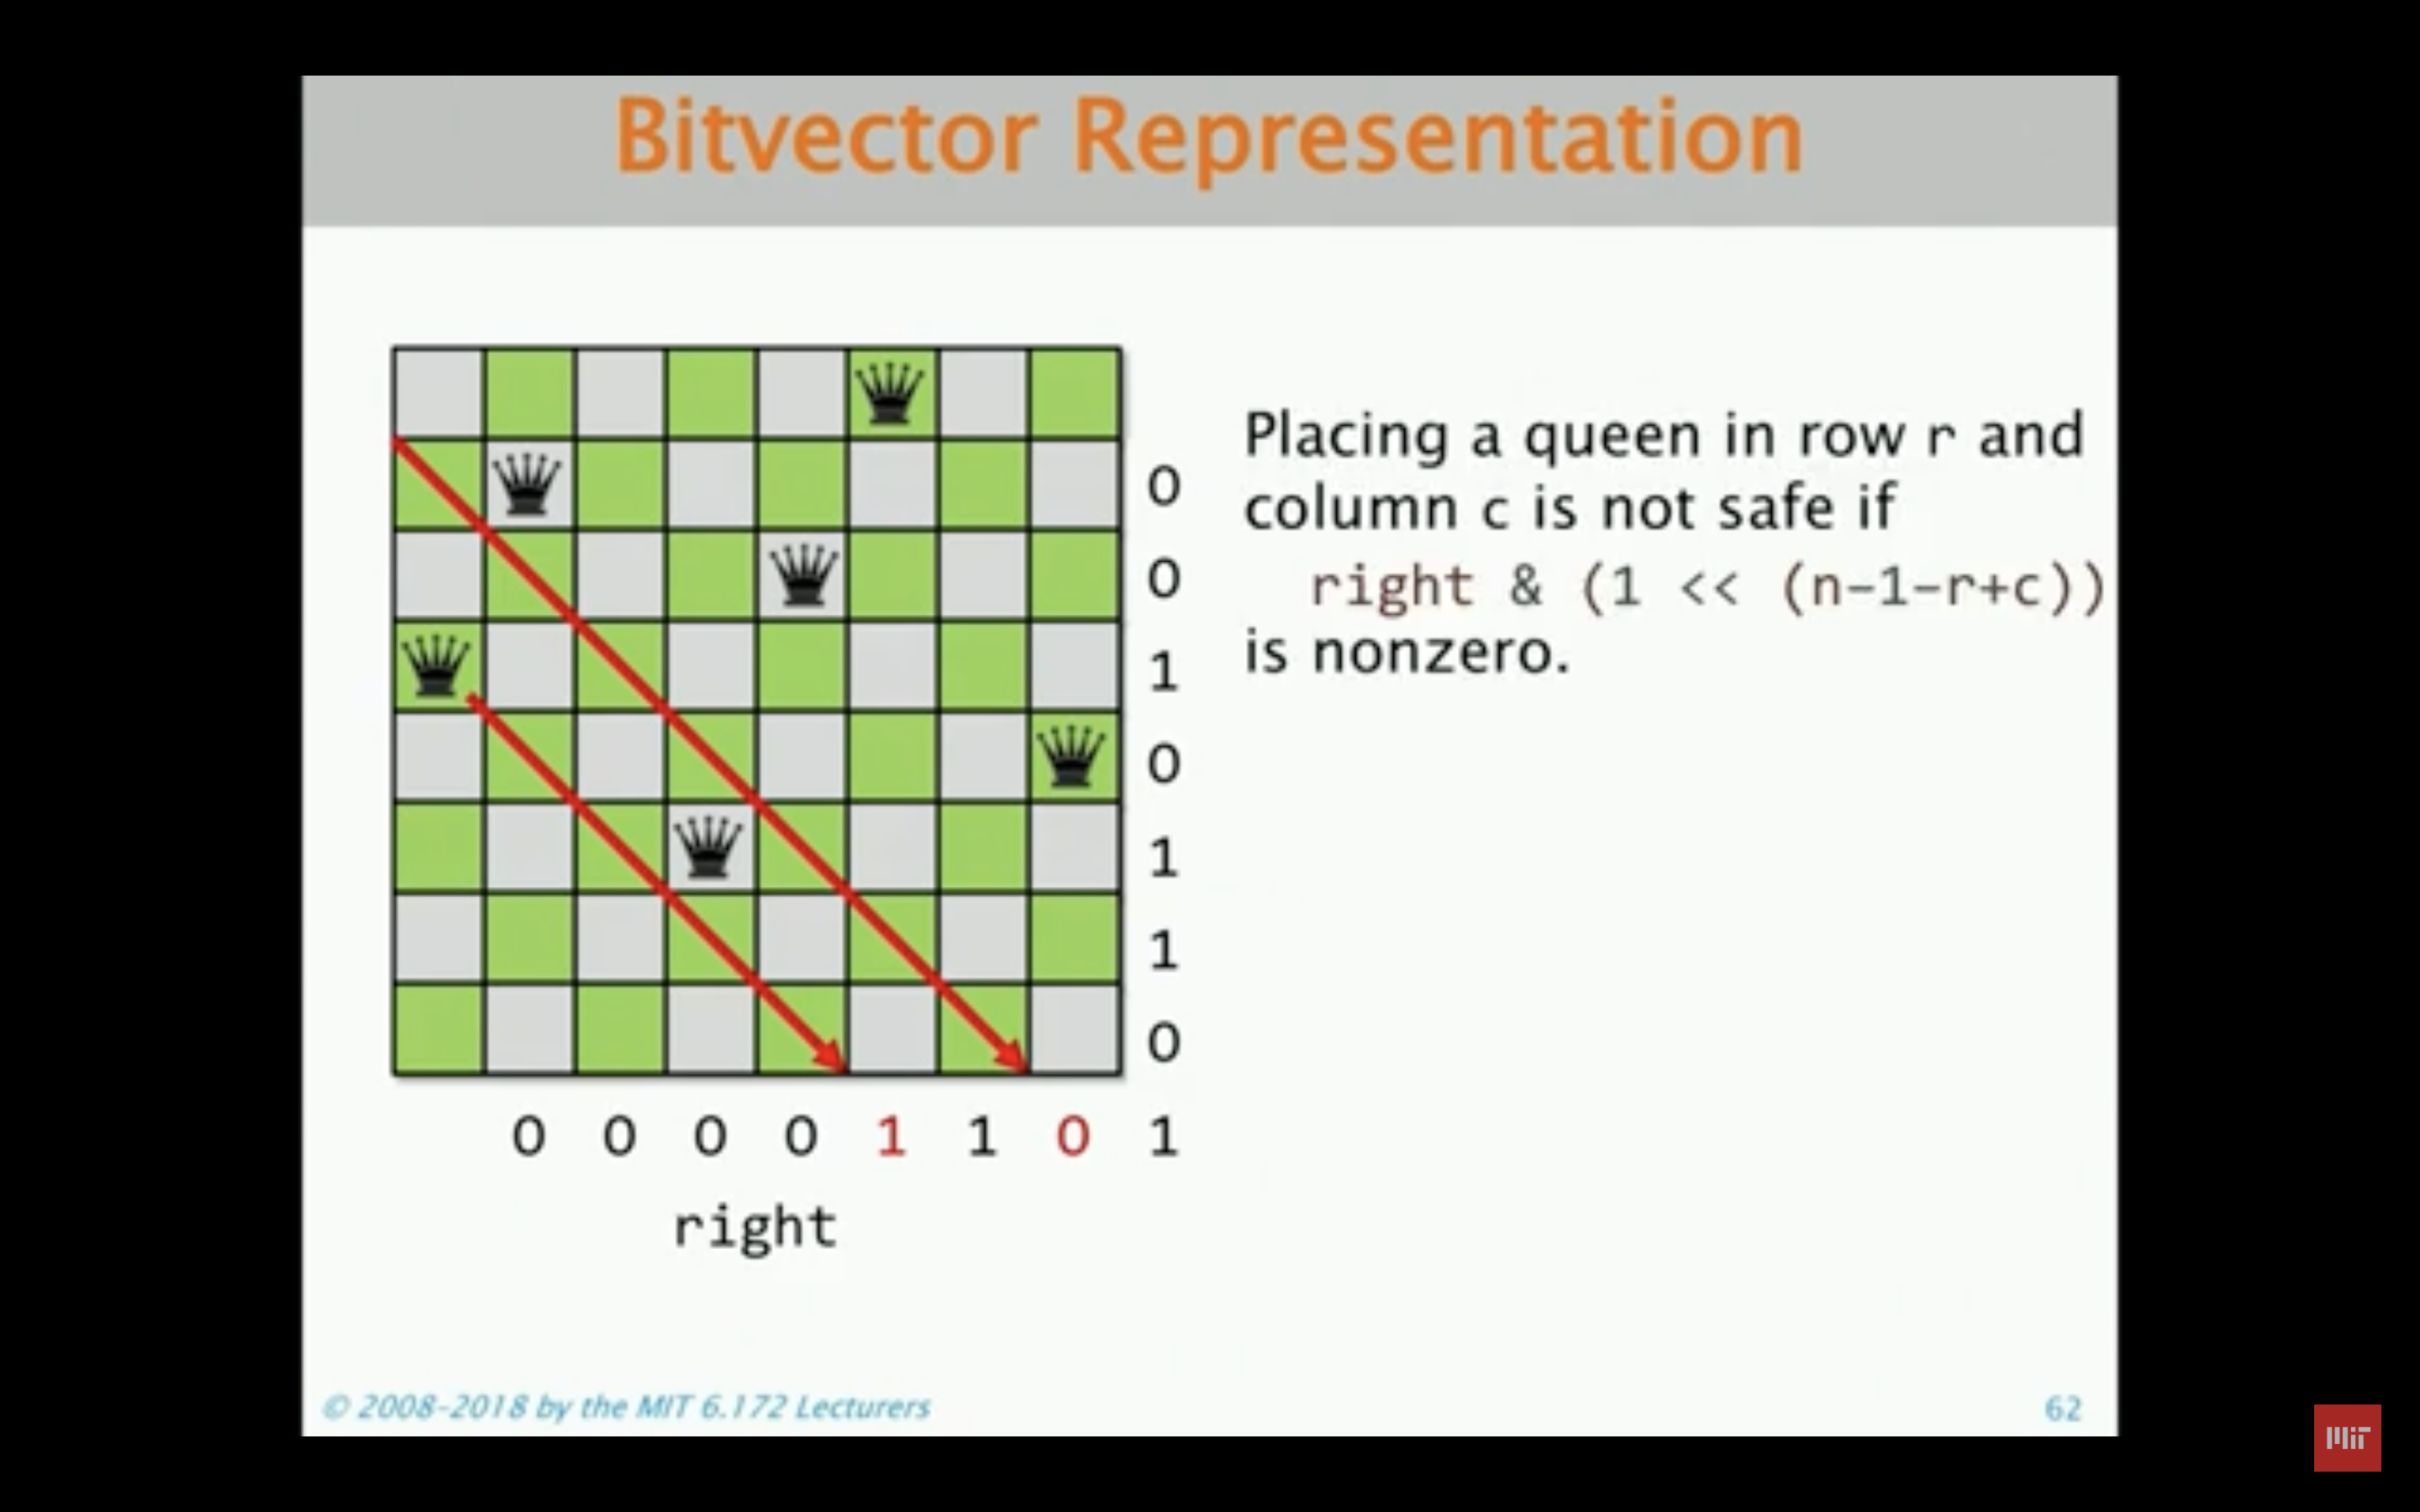 Bitvector Representation
Placing a queen in row r and
column c is not safe if
right & (1 << (n-1-r+c))
is nonzero.
0
0
1
0
1
1
0
0 0 0 0 1 1 0 1
right
© 2008-2018 by the MIT 6.172 Lecturers
62
MIT